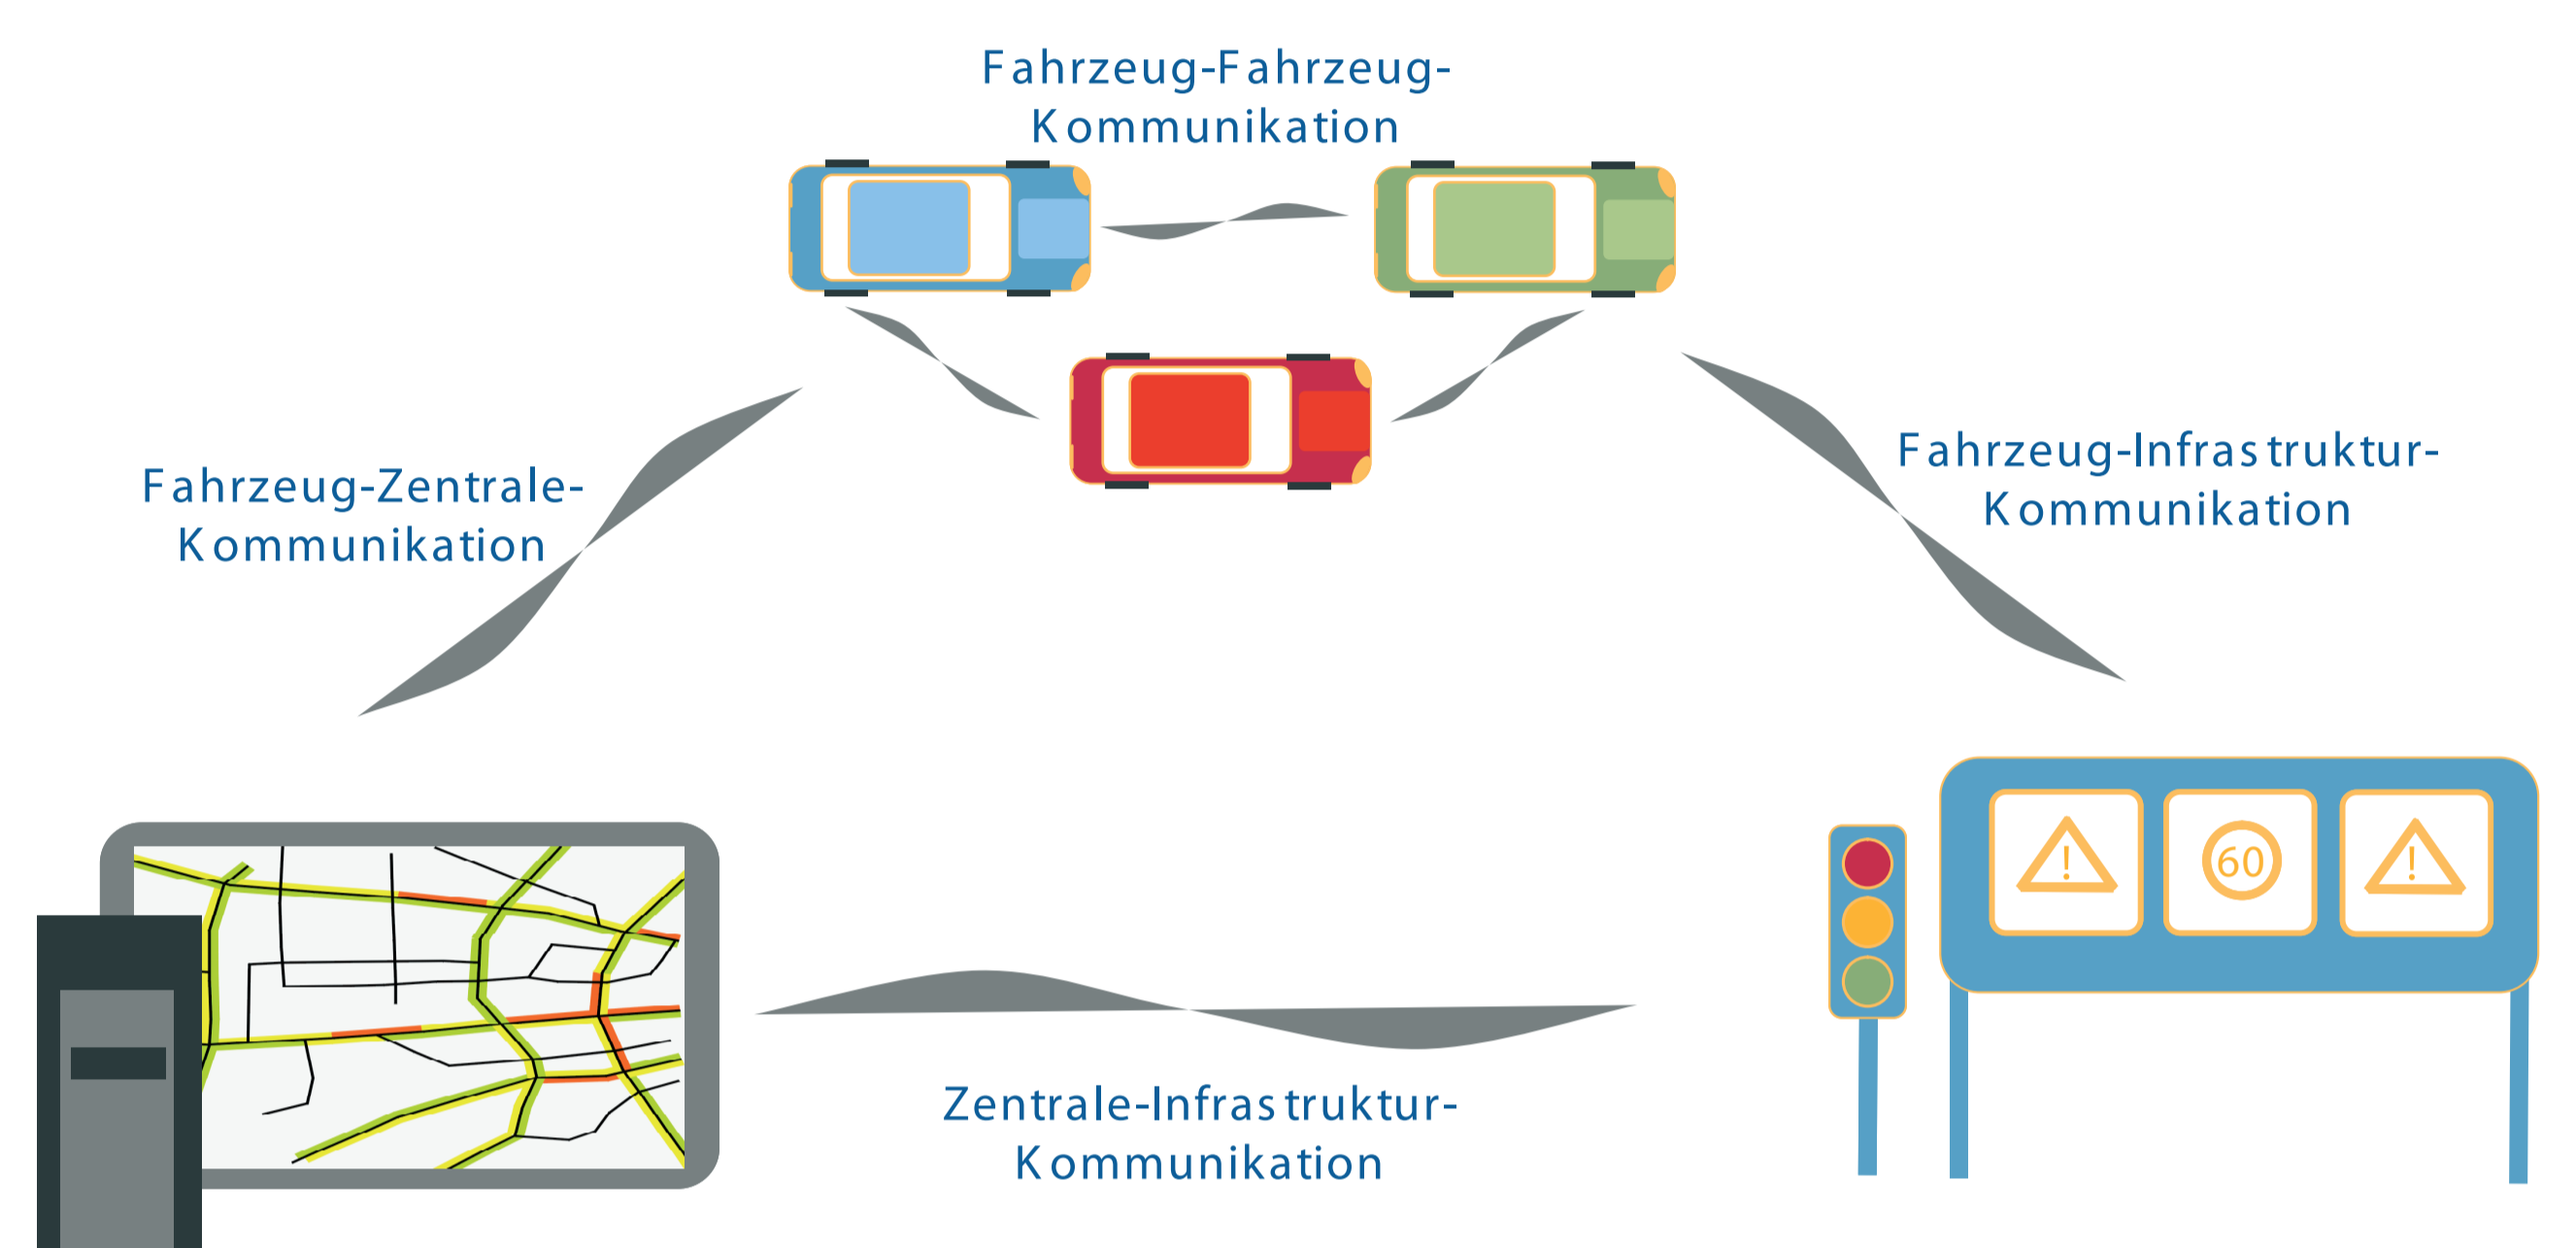 Fahrzeug-Fahrzeug-
Kommunikation
Fahrzeug-Zentrale-
Kommunikation
Fahrzeug-Infrastruktur-
Kommunikation
! 60 !
Zentrale-Infrastruktur-
Kommunikation